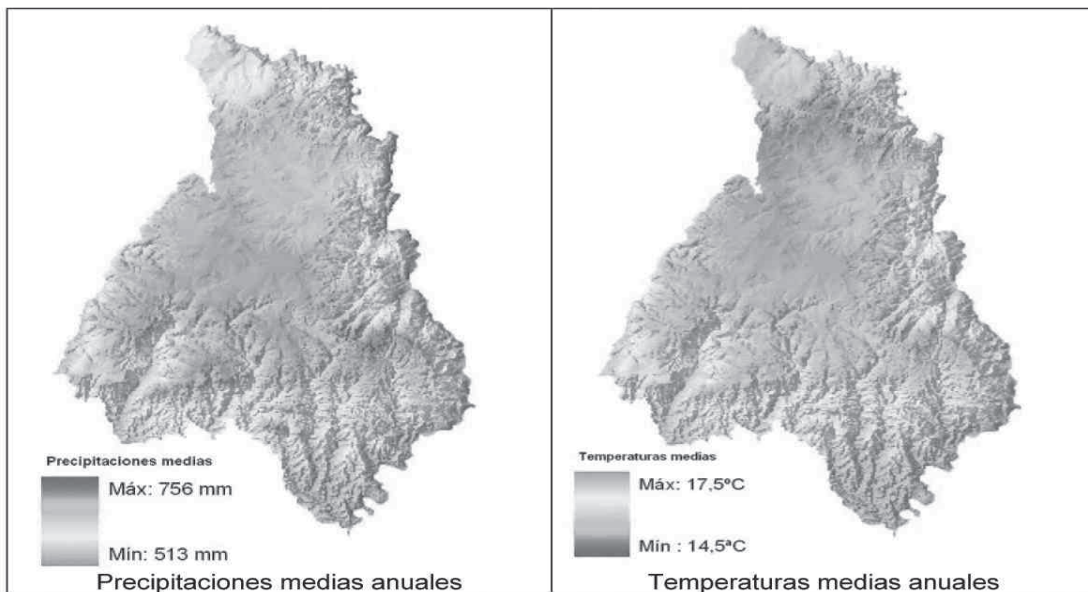 Precipitaciones medias
Máx: 756 mm
Mín: 513 mm
Precipitaciones medias anuales
Temperaturas medias
Máx: 17,5ºC
Mín : 14,5ªC
Temperaturas medias anuales